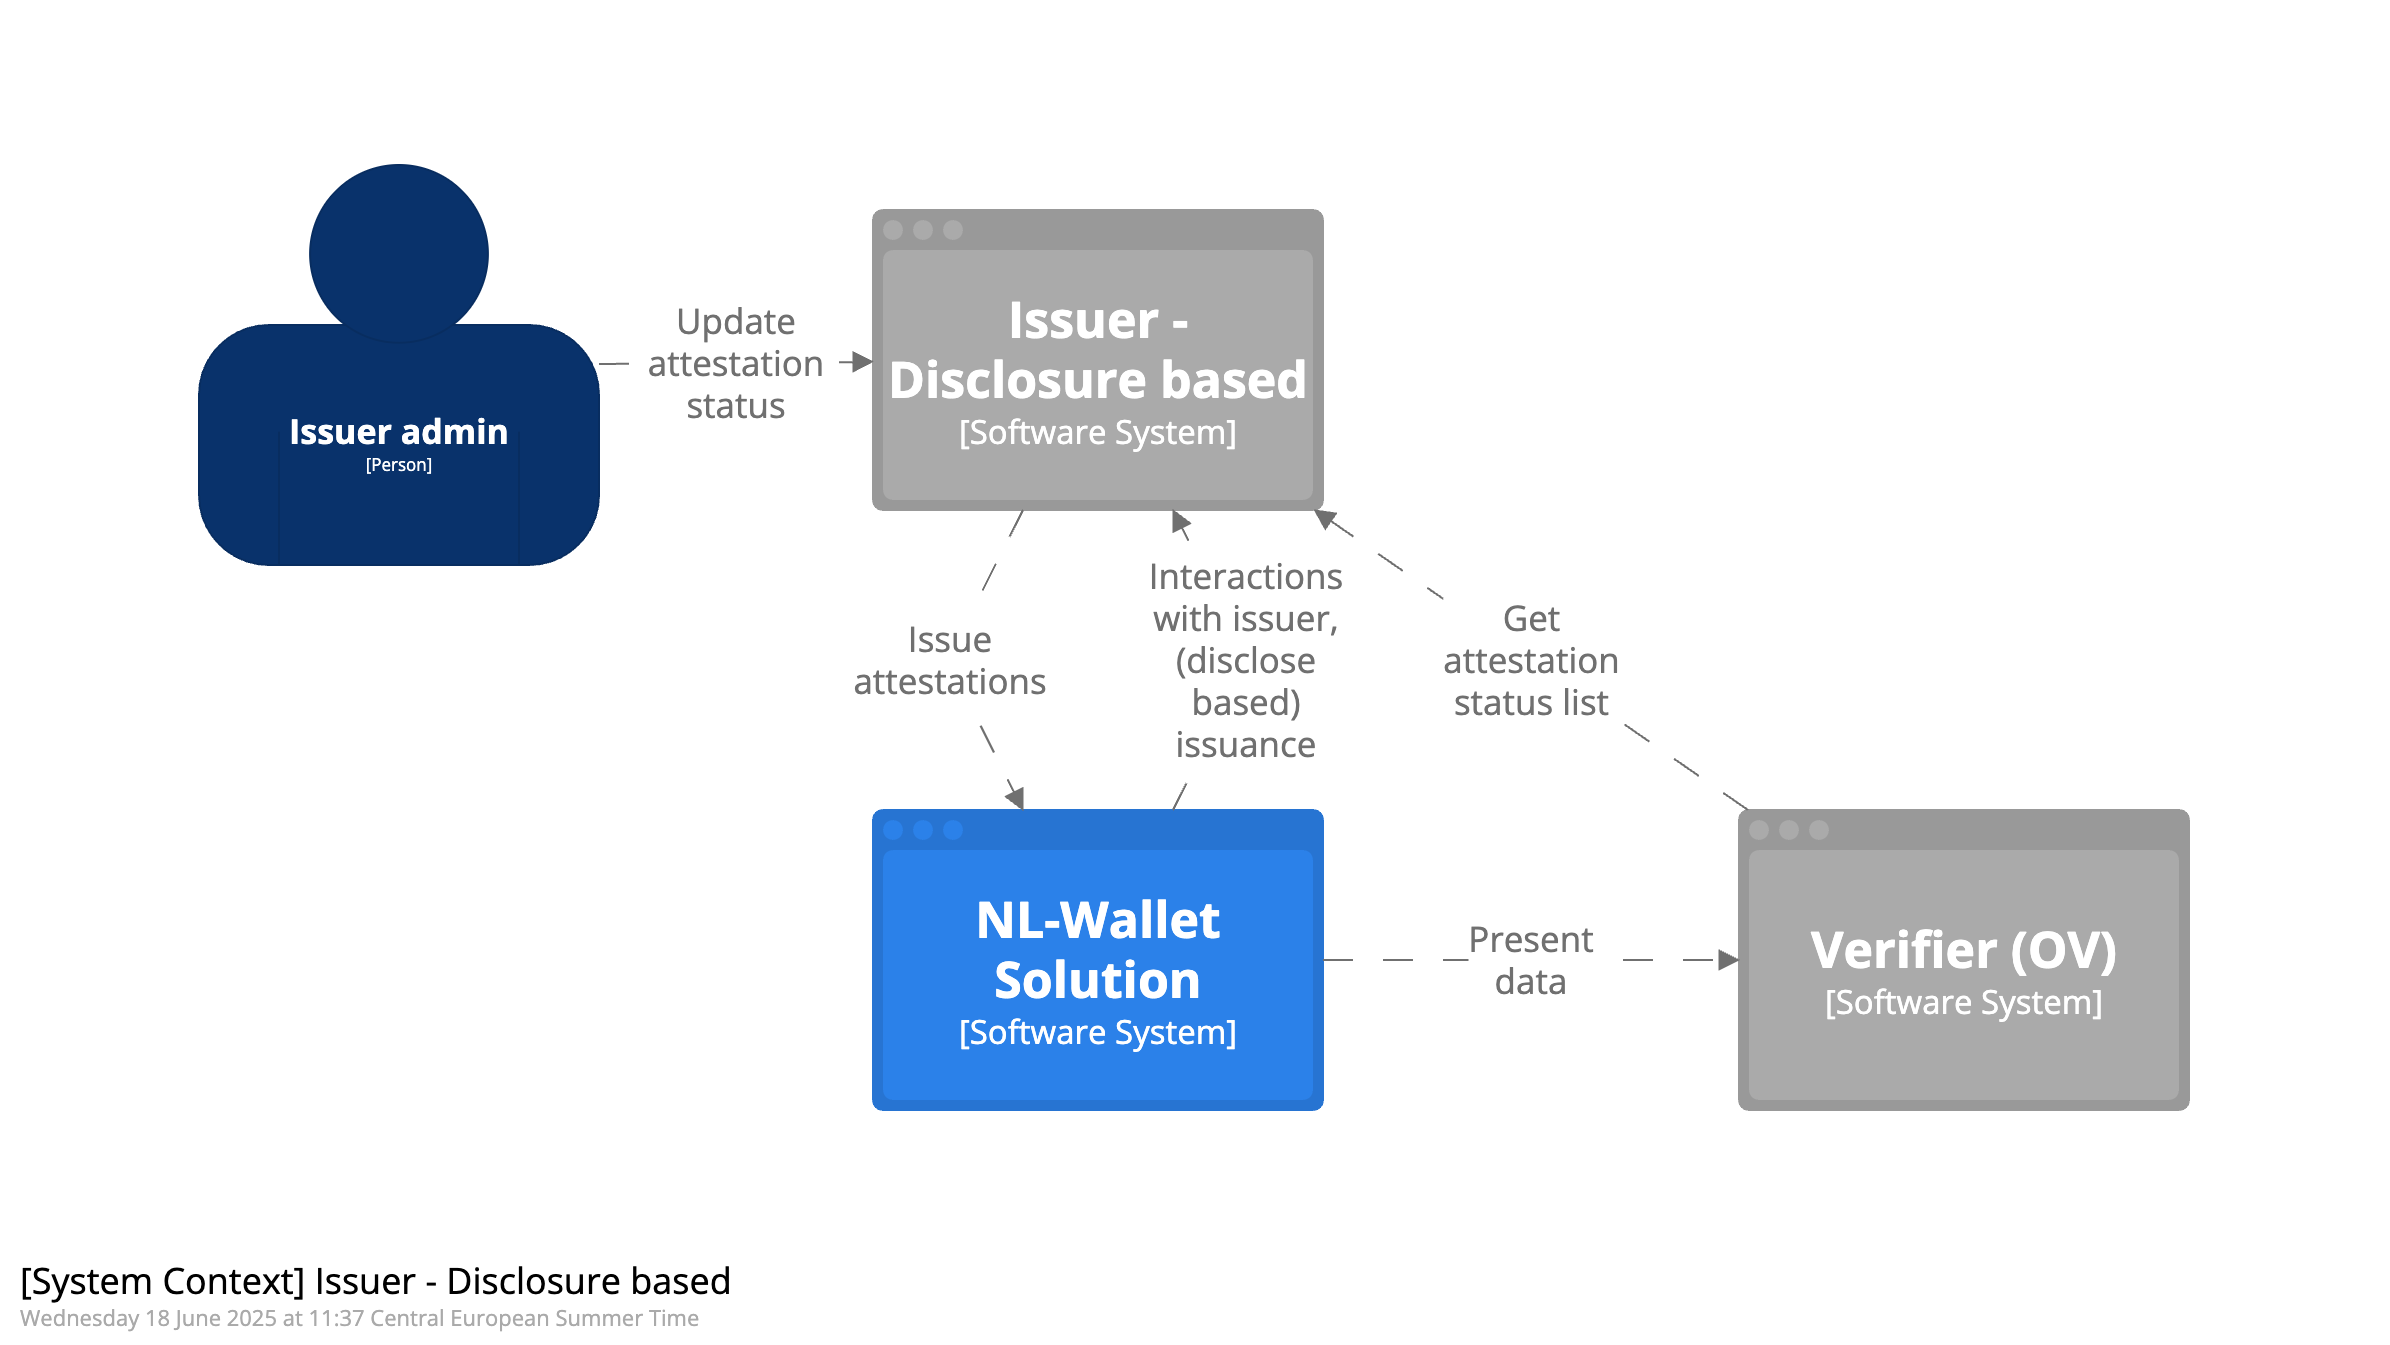 Issuer admin
[Person]
Update
attestation
status
Issuer -
Disclosure based
[Software System]
Issue
attestations
Interactions
with issuer,
(disclose
based)
issuance
Get
attestation
status list
NL-Wallet
Solution
[Software System]
Present
data
Verifier (OV)
[Software System]
[System Context] Issuer - Disclosure based
Wednesday 18 June 2025 at 11:37 Central European Summer Time